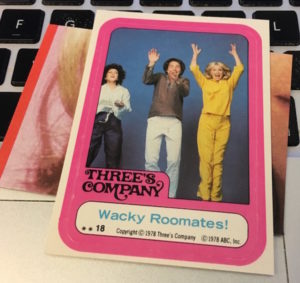 F
G
H
THREE'S
COMPANY
Wacky Roomates!
** 18 Copyright © 1978 Three's Company © 1978 ABC, Inc.